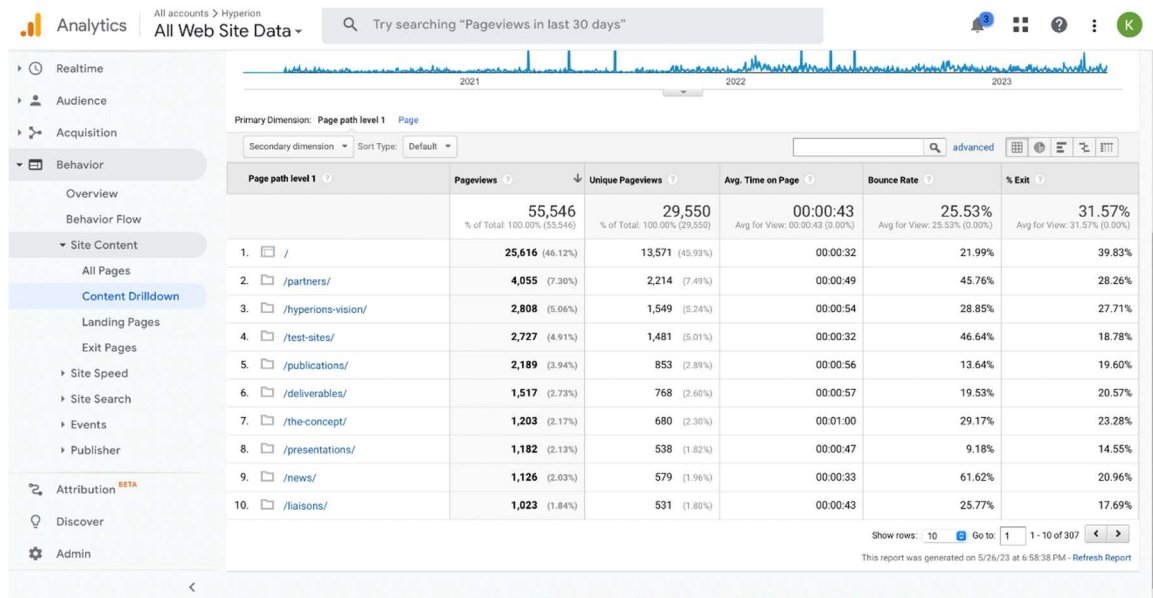 All accounts > Hyperion
Analytics
All Web Site Data
Try searching "Pageviews in last 30 days"
3
K
Realtime
Audience
Acquisition
Behavior
Overview
Behavior Flow
Site Content
All Pages
Content Drilldown
Landing Pages
Exit Pages
Site Speed
Site Search
Events
Publisher
Attribution BETA
Discover
Admin
2021 2022 2023
Primary Dimension: Page path level 1 Page
Secondary dimension Sort Type: Default advanced
Page path level 1 ? Pageviews ? Unique Pageviews ? Avg. Time on Page ? Bounce Rate ? % Exit ?
55,546 29,550 00:00:43 25.53% 31.57%
% of Total: 100.00% (55,546) % of Total: 100.00% (29,550) Avg for View: 00:00:43 (0.00%) Avg for View: 25.53% (0.00%) Avg for View: 31.57% (0.00%)
1. / 25,616 (46.12%) 13,571 (45.93%) 00:00:32 21.99% 39.83%
2. /partners/ 4,055 (7.30%) 2,214 (7.49%) 00:00:49 45.76% 28.26%
3. /hyperions-vision/ 2,808 (5.06%) 1,549 (5.24%) 00:00:54 28.85% 27.71%
4. /test-sites/ 2,727 (4.91%) 1,481 (5.01%) 00:00:32 46.64% 18.78%
5. /publications/ 2,189 (3.94%) 853 (2.89%) 00:00:56 13.64% 19.60%
6. /deliverables/ 1,517 (2.73%) 768 (2.60%) 00:00:57 19.53% 20.57%
7. /the-concept/ 1,203 (2.17%) 680 (2.30%) 00:01:00 29.17% 23.28%
8. /presentations/ 1,182 (2.13%) 538 (1.82%) 00:00:47 9.18% 14.55%
9. /news/ 1,126 (2.03%) 579 (1.96%) 00:00:33 61.62% 20.96%
10. /liaisons/ 1,023 (1.84%) 531 (1.80%) 00:00:43 25.77% 17.69%
Show rows: 10 Go to: 1 1 - 10 of 307
This report was generated on 5/26/23 at 6:58:38 PM - Refresh Report